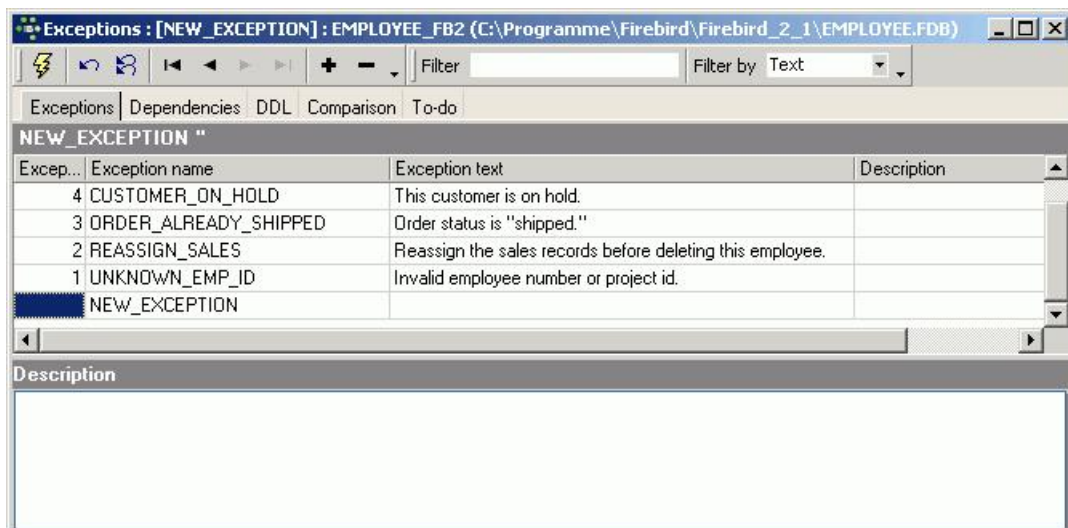 Exceptions : [NEW_EXCEPTION] : EMPLOYEE_FB2 (C:\Programme\Firebird\Firebird_2_1\EMPLOYEE.FDB)
Filter Filter by Text
Exceptions Dependencies DDL Comparison To-do
NEW_EXCEPTION "
Excep... Exception name Exception text Description
4 CUSTOMER_ON_HOLD This customer is on hold.
3 ORDER_ALREADY_SHIPPED Order status is "shipped."
2 REASSIGN_SALES Reassign the sales records before deleting this employee.
1 UNKNOWN_EMP_ID Invalid employee number or project id.
NEW_EXCEPTION
Description